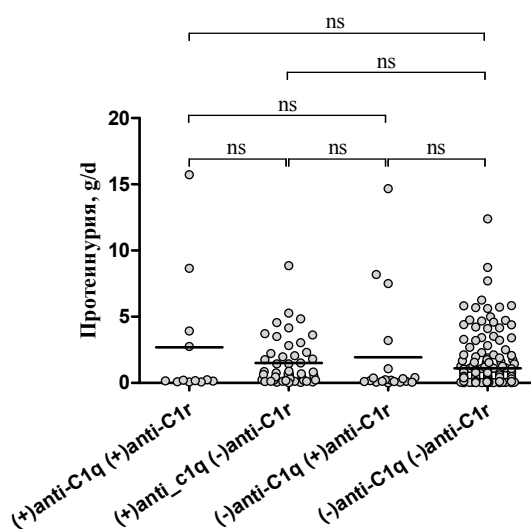 ns
ns
ns
ns ns ns
Протеинурия, g/d
20
15
10
5
0
(+)anti-C1q (+)anti-C1r
(+)anti_c1q (-)anti-C1r
(-)anti-C1q (+)anti-C1r
(-)anti-C1q (-)anti-C1r